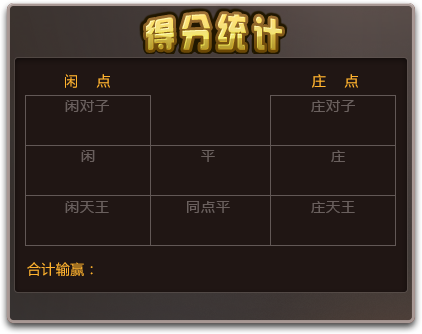 得分统计
闲 点 庄 点
闲对子 庄对子
闲 平 庄
闲天王 同点平 庄天王
合计输赢：